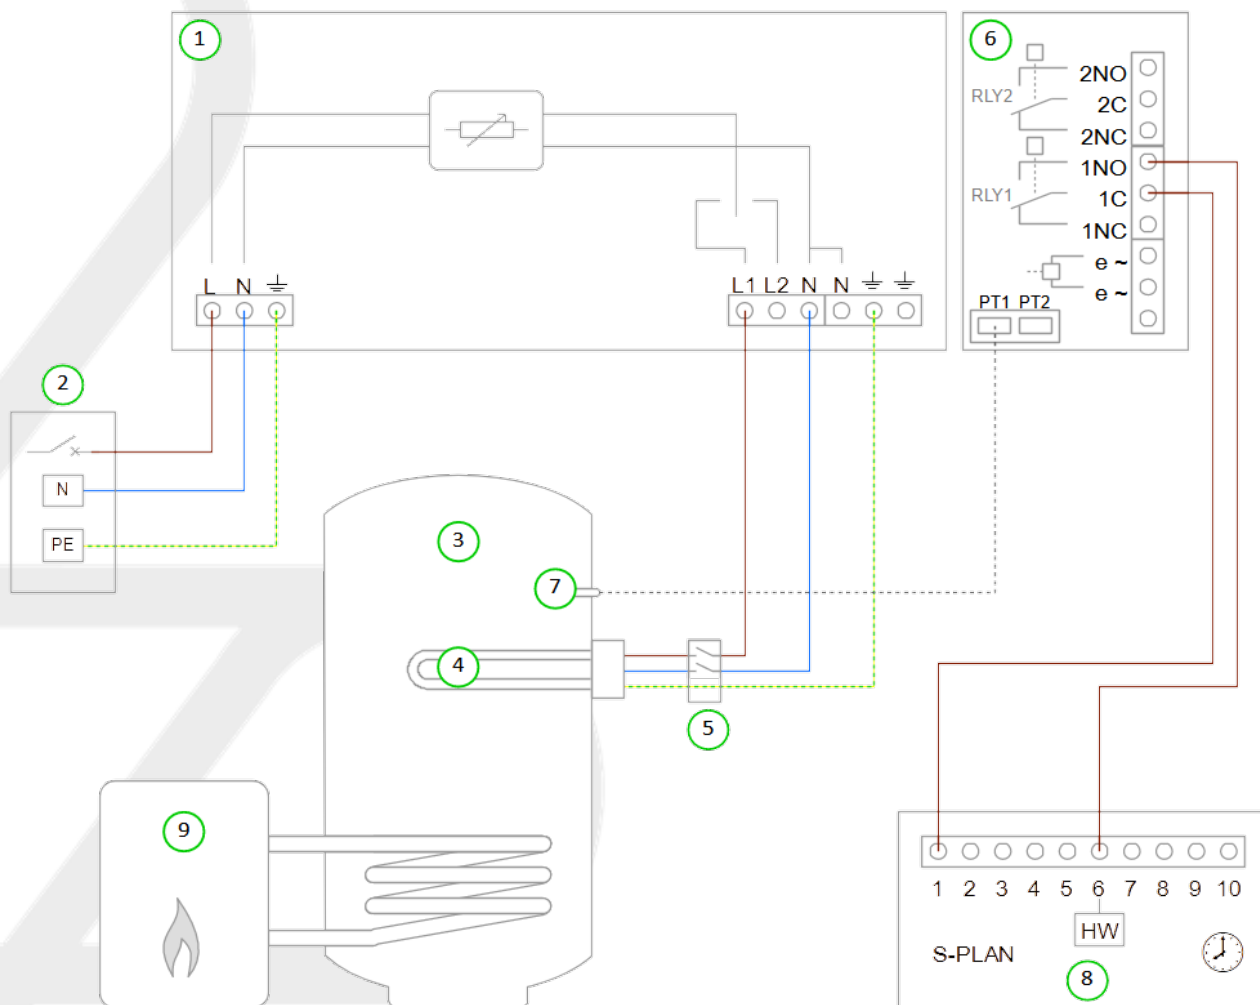 1
6
2NO
RLY2
2C
2NC
1NO
RLY1
1C
1NC
e ~
e ~
PT1 PT2
L N
L1 L2 N N
2
N
PE
3
7
4
5
9
1 2 3 4 5 6 7 8 9 10
HW
S-PLAN
8